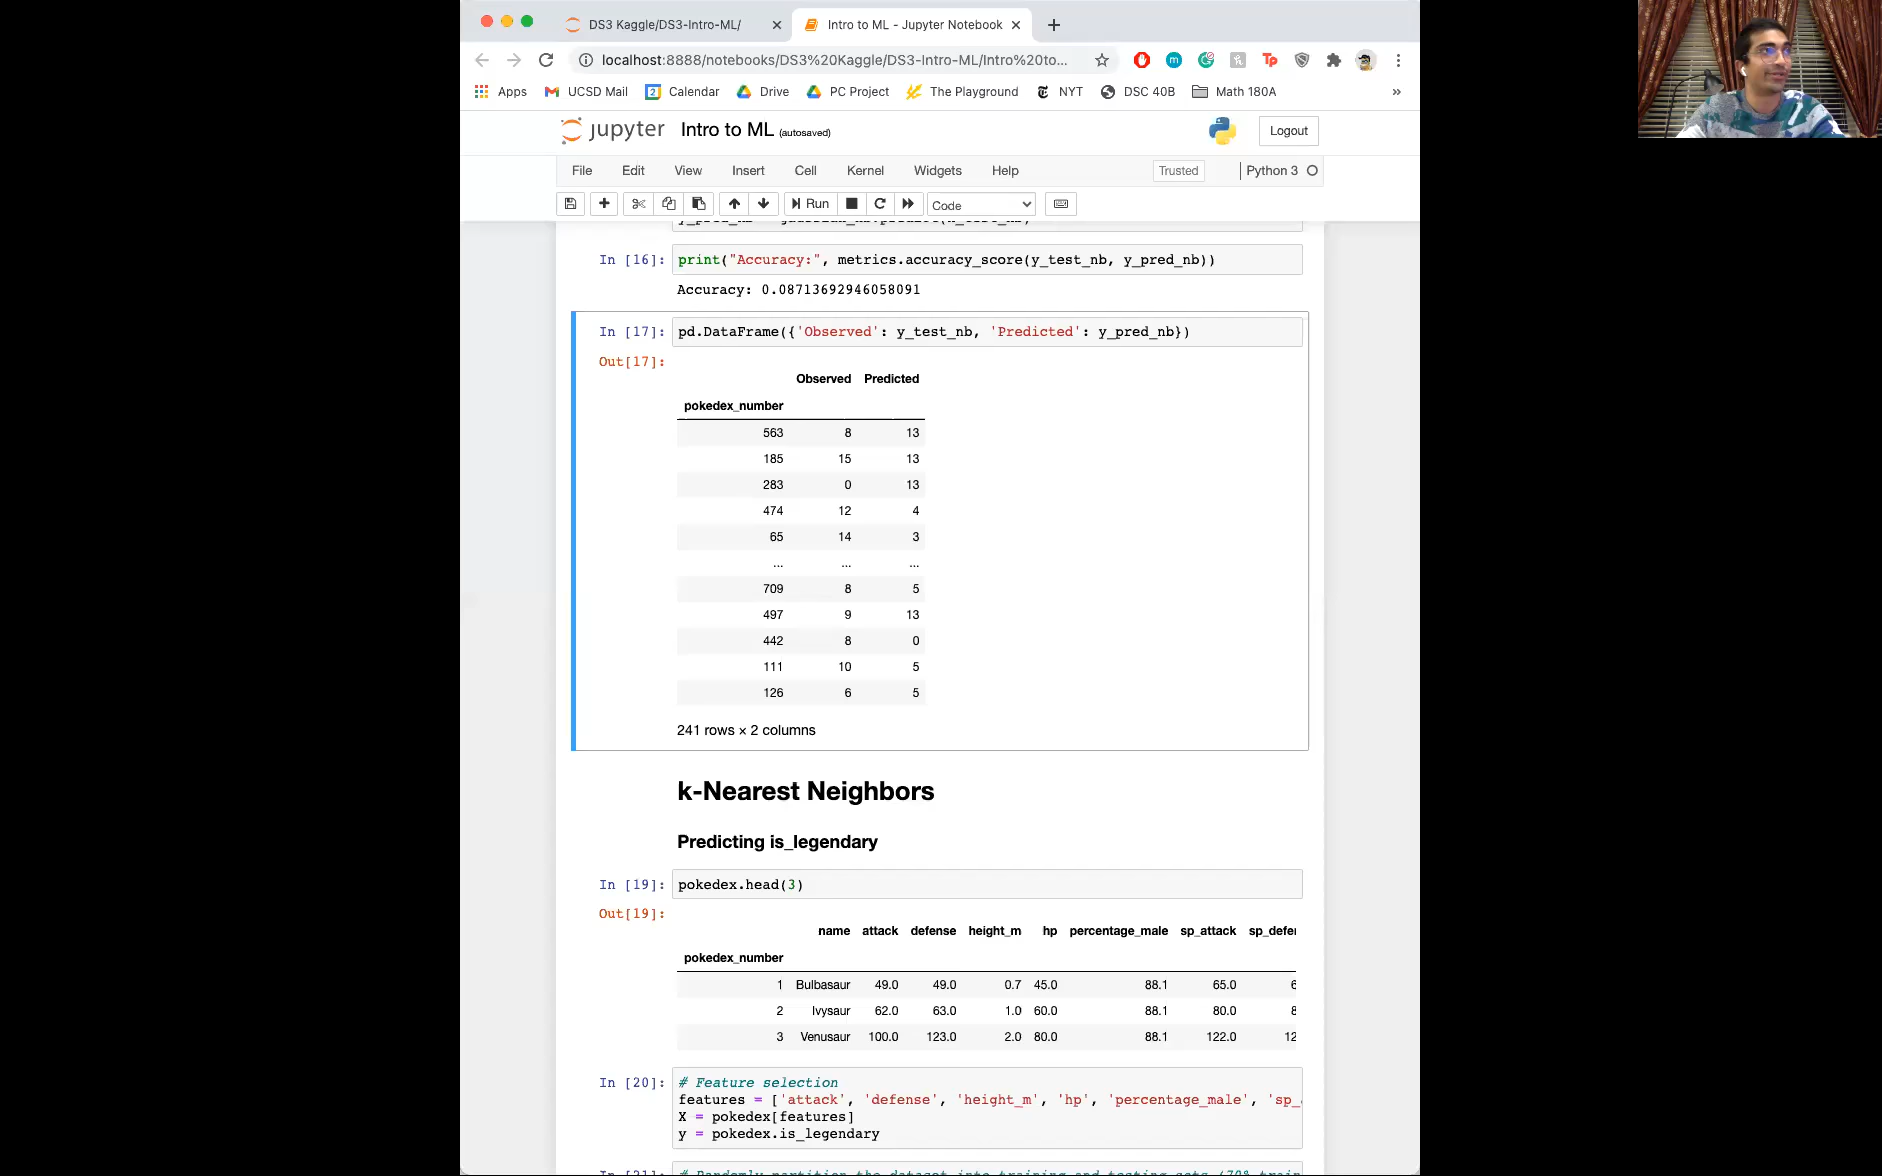 DS3 Kaggle/DS3-Intro-ML/
Intro to ML - Jupyter Notebook
localhost:8888/notebooks/DS3%20Kaggle/DS3-Intro-ML/Intro%20to...
Apps UCSD Mail Calendar Drive PC Project The Playground NYT DSC 40B Math 180A »
jupyter Intro to ML (autosaved) Logout
File Edit View Insert Cell Kernel Widgets Help Trusted Python 3
Run Code
In [16]: print("Accuracy:", metrics.accuracy_score(y_test_nb, y_pred_nb))
Accuracy: 0.08713692946058091
In [17]: pd.DataFrame({'Observed': y_test_nb, 'Predicted': y_pred_nb})
Out[17]:
Observed Predicted
pokedex_number
563 8 13
185 15 13
283 0 13
474 12 4
65 14 3
... ... ...
709 8 5
497 9 13
442 8 0
111 10 5
126 6 5
241 rows × 2 columns
k-Nearest Neighbors
Predicting is_legendary
In [19]: pokedex.head(3)
Out[19]:
name attack defense height_m hp percentage_male sp_attack sp_defe
pokedex_number
1 Bulbasaur 49.0 49.0 0.7 45.0 88.1 65.0 6
2 Ivysaur 62.0 63.0 1.0 60.0 88.1 80.0 8
3 Venusaur 100.0 123.0 2.0 80.0 88.1 122.0 12
In [20]: # Feature selection
features = ['attack', 'defense', 'height_m', 'hp', 'percentage_male', 'sp_
X = pokedex[features]
y = pokedex.is_legendary